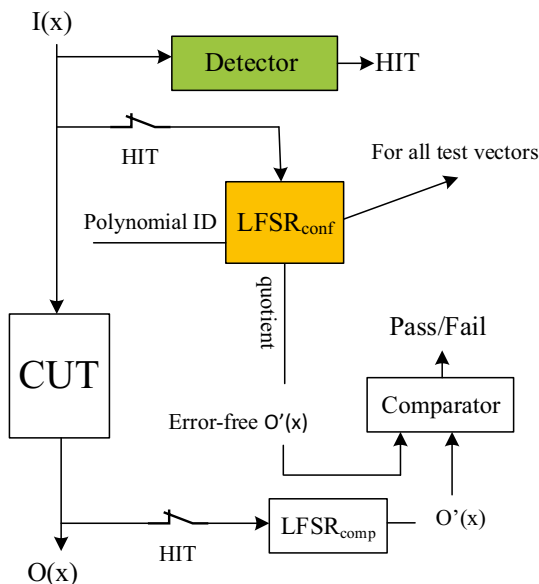 I(x)
Detector
HIT
HIT
For all test vectors
Polynomial ID
LFSRconf
quotient
Pass/Fail
CUT
Comparator
Error-free O'(x)
LFSRcomp
O'(x)
HIT
O(x)